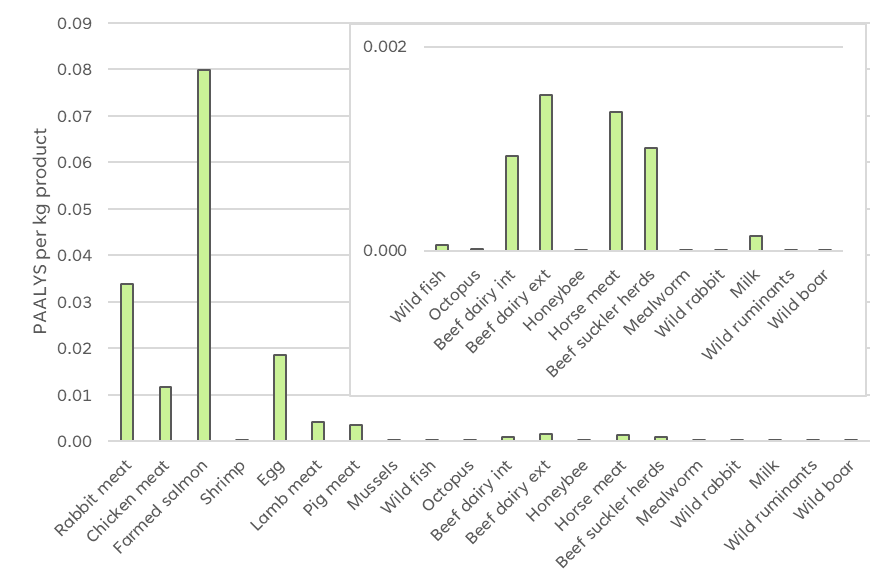 PAALYS per kg product
0.09
0.08
0.07
0.06
0.05
0.04
0.03
0.02
0.01
0.00
Rabbit meat
Chicken meat
Farmed salmon
Shrimp
Egg
Lamb meat
Pig meat
Mussels
Wild fish
Octopus
Beef dairy int
Beef dairy ext
Honeybee
Horse meat
Beef suckler herds
Mealworm
Wild rabbit
Milk
Wild ruminants
Wild boar
0.002
0.000
Wild fish
Octopus
Beef dairy int
Beef dairy ext
Honeybee
Horse meat
Beef suckler herds
Mealworm
Wild rabbit
Milk
Wild ruminants
Wild boar